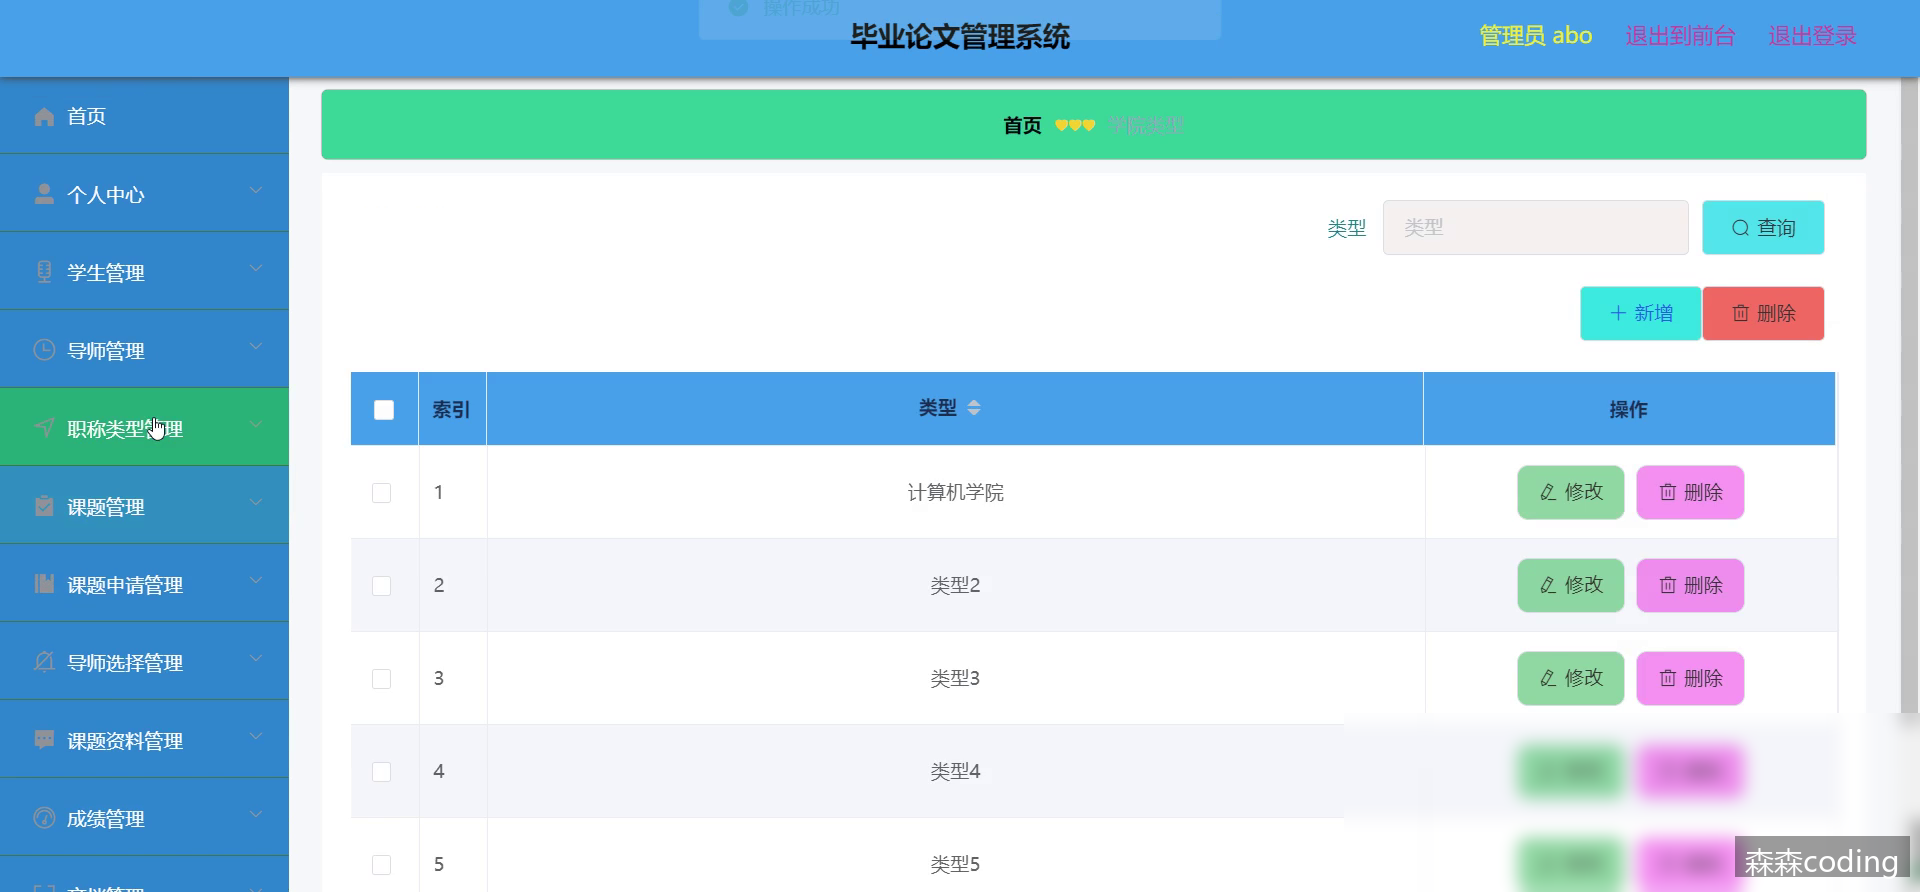 操作成功
毕业论文管理系统
管理员 abo 退出到前台 退出登录
首页
个人中心
学生管理
导师管理
职称类型管理
课题管理
课题申请管理
导师选择管理
课题资料管理
成绩管理
首页 学院类型
类型 类型 查询
新增 删除
索引 类型 操作
1 计算机学院 修改 删除
2 类型2 修改 删除
3 类型3 修改 删除
4 类型4
5 类型5
森森coding